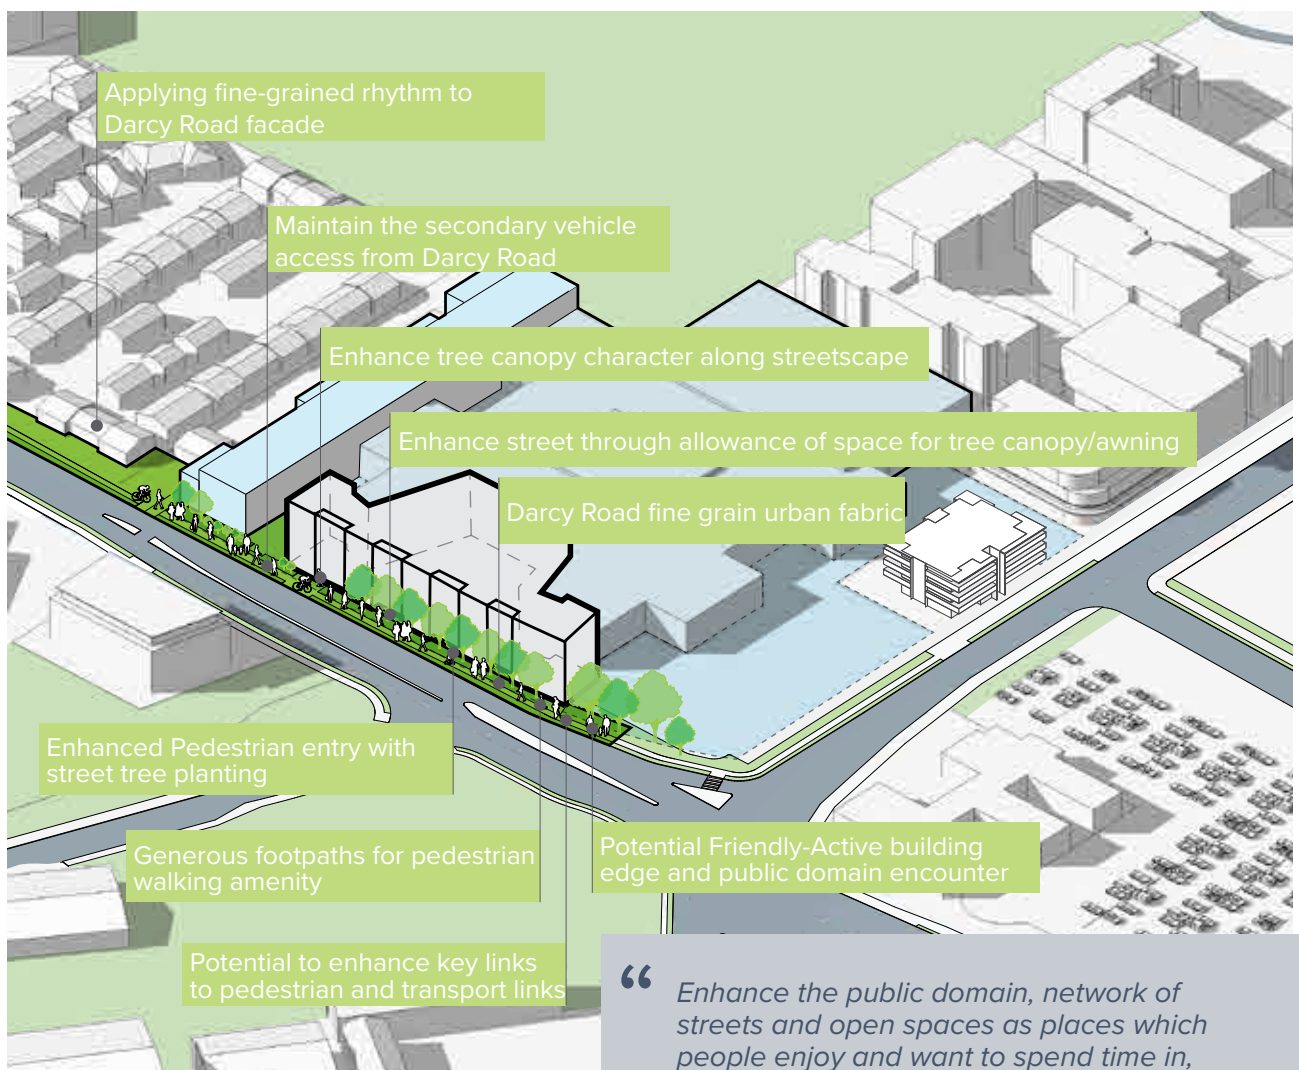 Applying fine-grained rhythm to
Darcy Road facade
Maintain the secondary vehicle
access from Darcy Road
Enhance tree canopy character along streetscape
Enhance street through allowance of space for tree canopy/awning
Darcy Road fine grain urban fabric
Enhanced Pedestrian entry with
street tree planting
Generous footpaths for pedestrian
walking amenity
Potential Friendly-Active building
edge and public domain encounter
Potential to enhance key links
to pedestrian and transport links
“ Enhance the public domain, network of
streets and open spaces as places which
people enjoy and want to spend time in,